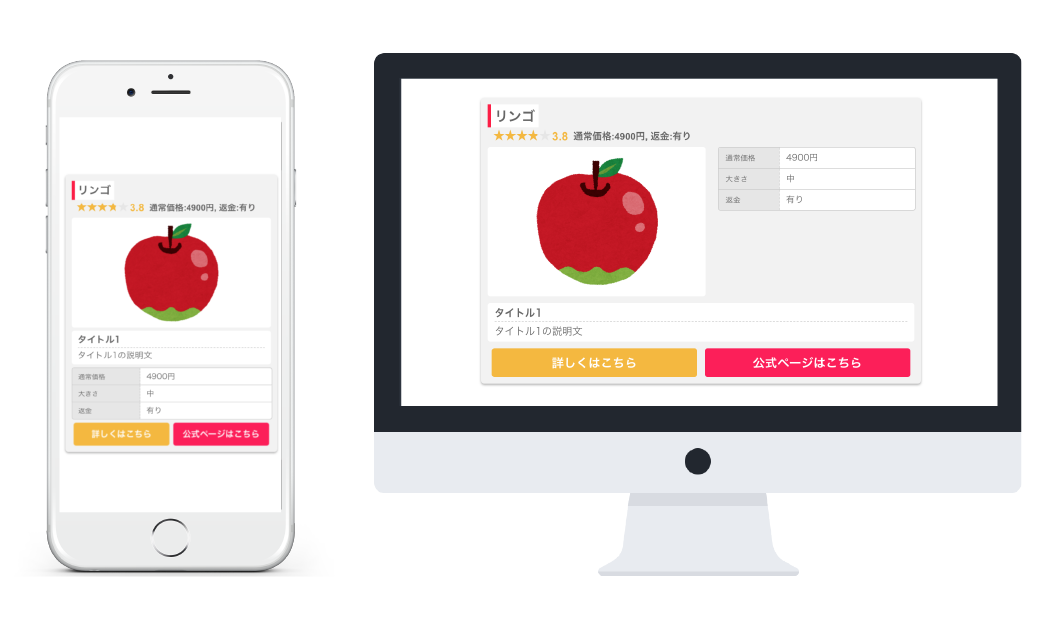 リンゴ
★★★★★ 3.8 通常価格:4900円, 返金:有り
タイトル1
タイトル1の説明文
通常価格 4900円
大きさ 中
返金 有り
詳しくはこちら 公式ページはこちら
リンゴ
★★★★★ 3.8 通常価格:4900円, 返金:有り
通常価格 4900円
大きさ 中
返金 有り
タイトル1
タイトル1の説明文
詳しくはこちら 公式ページはこちら